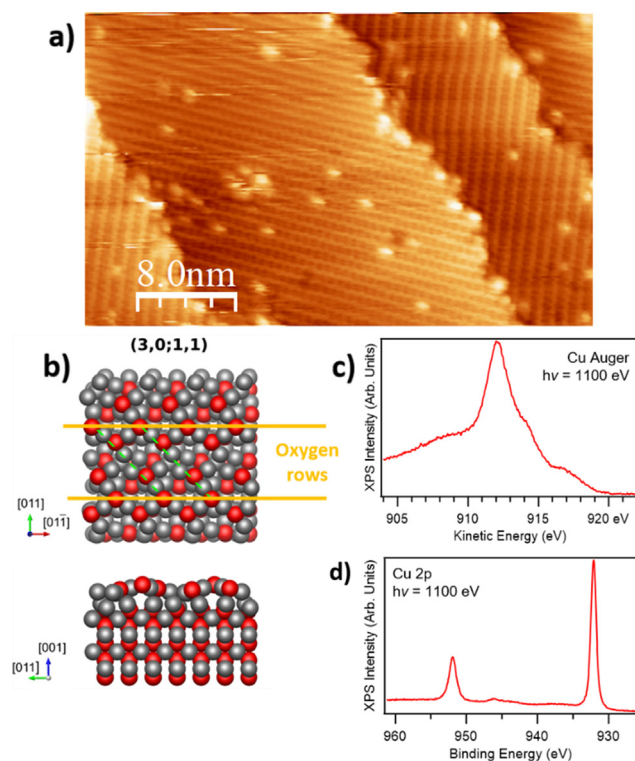 a)
8.0nm
b)
(3,0;1,1)
Oxygen
rows
[011]
[011̅]
[001]
[011]
c)
XPS Intensity (Arb. Units)
Cu Auger
hν = 1100 eV
905 910 915 920 eV
Kinetic Energy (eV)
d)
XPS Intensity (Arb. Units)
Cu 2p
hν = 1100 eV
960 950 940 930
Binding Energy (eV)